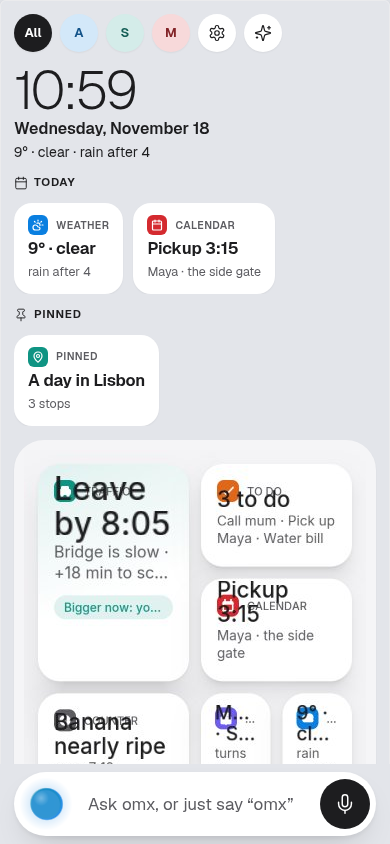 All A S M
10:59
Wednesday, November 18
9° · clear · rain after 4
TODAY
WEATHER
9° · clear
rain after 4
CALENDAR
Pickup 3:15
Maya · the side gate
PINNED
PINNED
A day in Lisbon
3 stops
Leave
by 8:05
Bridge is slow ·
+18 min to sc…
Bigger now: yo…
TO DO
3 to do
Call mum · Pick up
Maya · Water bill
CALENDAR
Pickup
3:15
Maya · the side
gate
COUNTER
Banana
nearly ripe
M…
· S…
turns
9° ·
cl…
rain
Ask omx, or just say “omx”